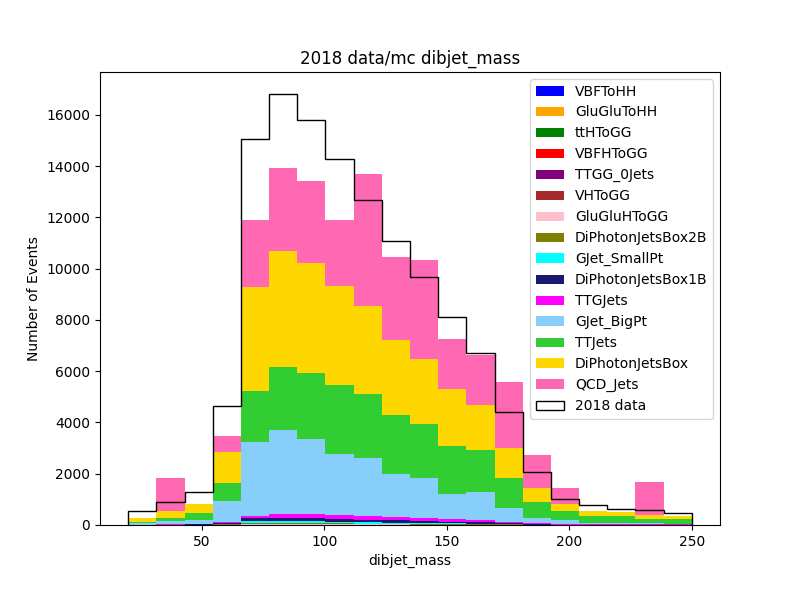 2018 data/mc dibjet_mass
Number of Events
16000
14000
12000
10000
8000
6000
4000
2000
0
50
100
150
200
250
dibjet_mass
VBFToHH
GluGluToHH
ttHToGG
VBFHToGG
TTGG_0Jets
VHToGG
GluGluHToGG
DiPhotonJetsBox2B
GJet_SmallPt
DiPhotonJetsBox1B
TTGJets
GJet_BigPt
TTJets
DiPhotonJetsBox
QCD_Jets
2018 data